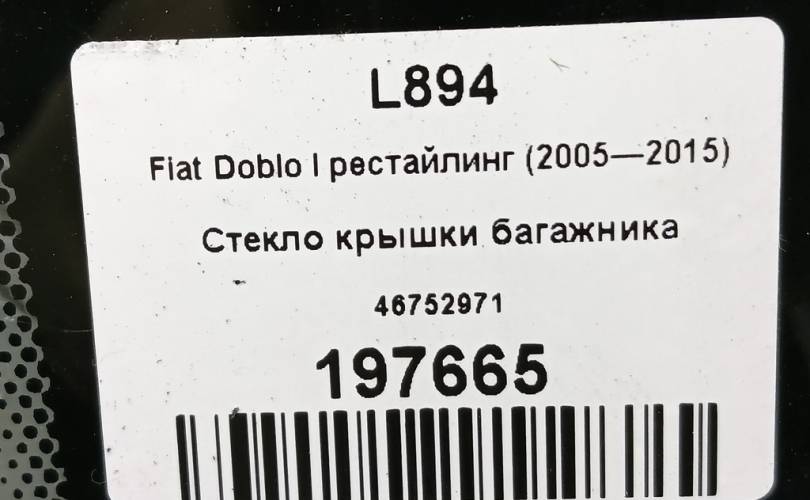 L894
Fiat Doblo I рестайлинг (2005—2015)
Стекло крышки багажника
46752971
197665